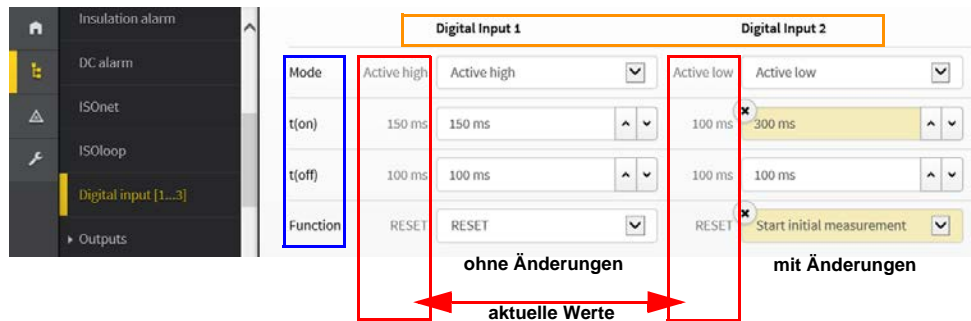 Insulation alarm
DC alarm
ISOnet
ISOloop
Digital input [1...3]
Outputs
Digital Input 1 Digital Input 2
Mode Active high Active high Active low Active low
t(on) 150 ms 150 ms 100 ms 300 ms
t(off) 100 ms 100 ms 100 ms 100 ms
Function RESET RESET RESET Start initial measurement
ohne Änderungen mit Änderungen
aktuelle Werte